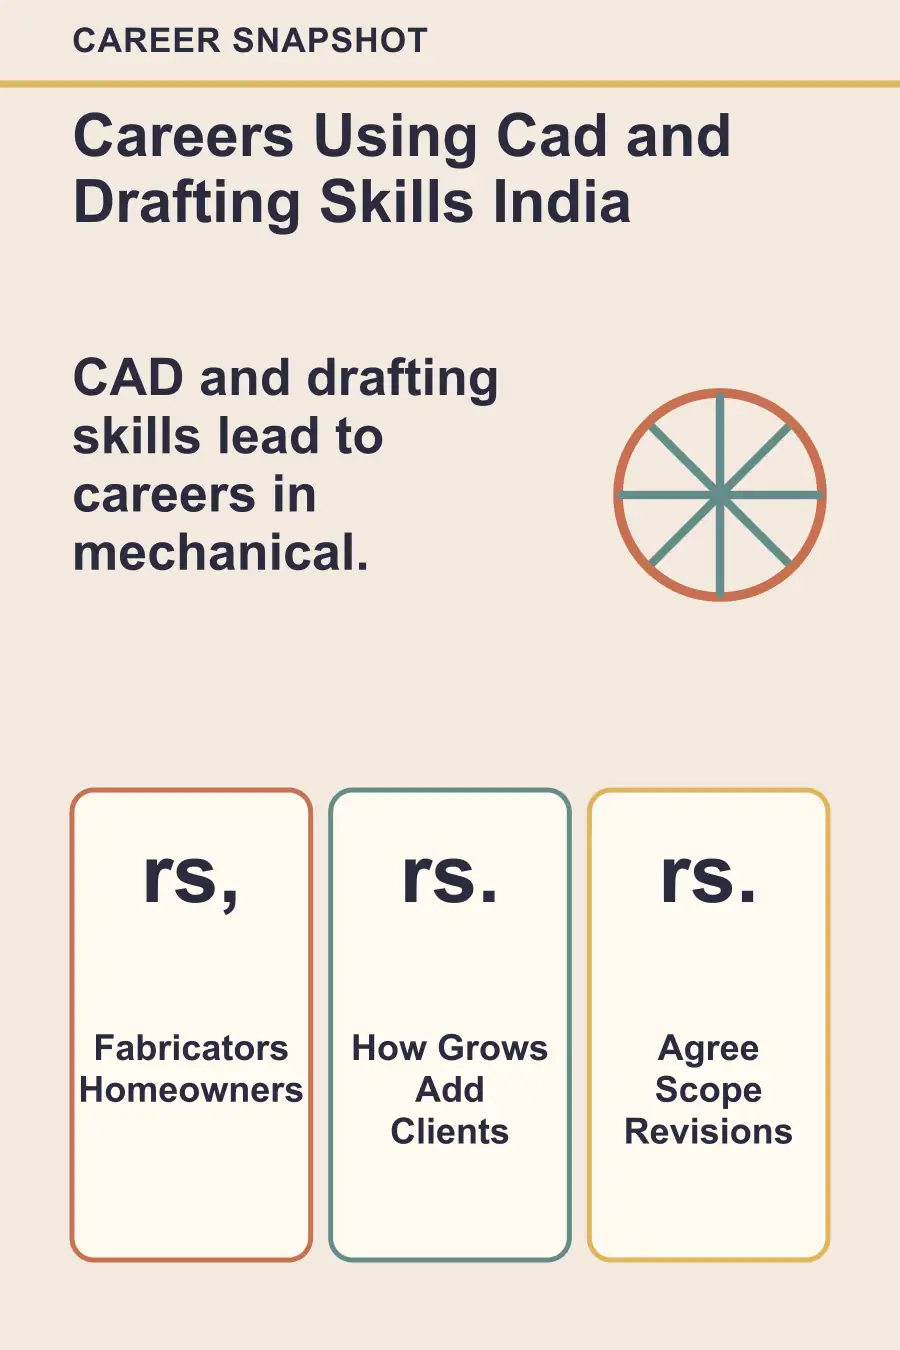 CAREER SNAPSHOT
Careers Using Cad and
Drafting Skills India
CAD and drafting
skills lead to
careers in
mechanical.
rs,
Fabricators
Homeowners
rs.
How Grows
Add
Clients
rs.
Agree
Scope
Revisions